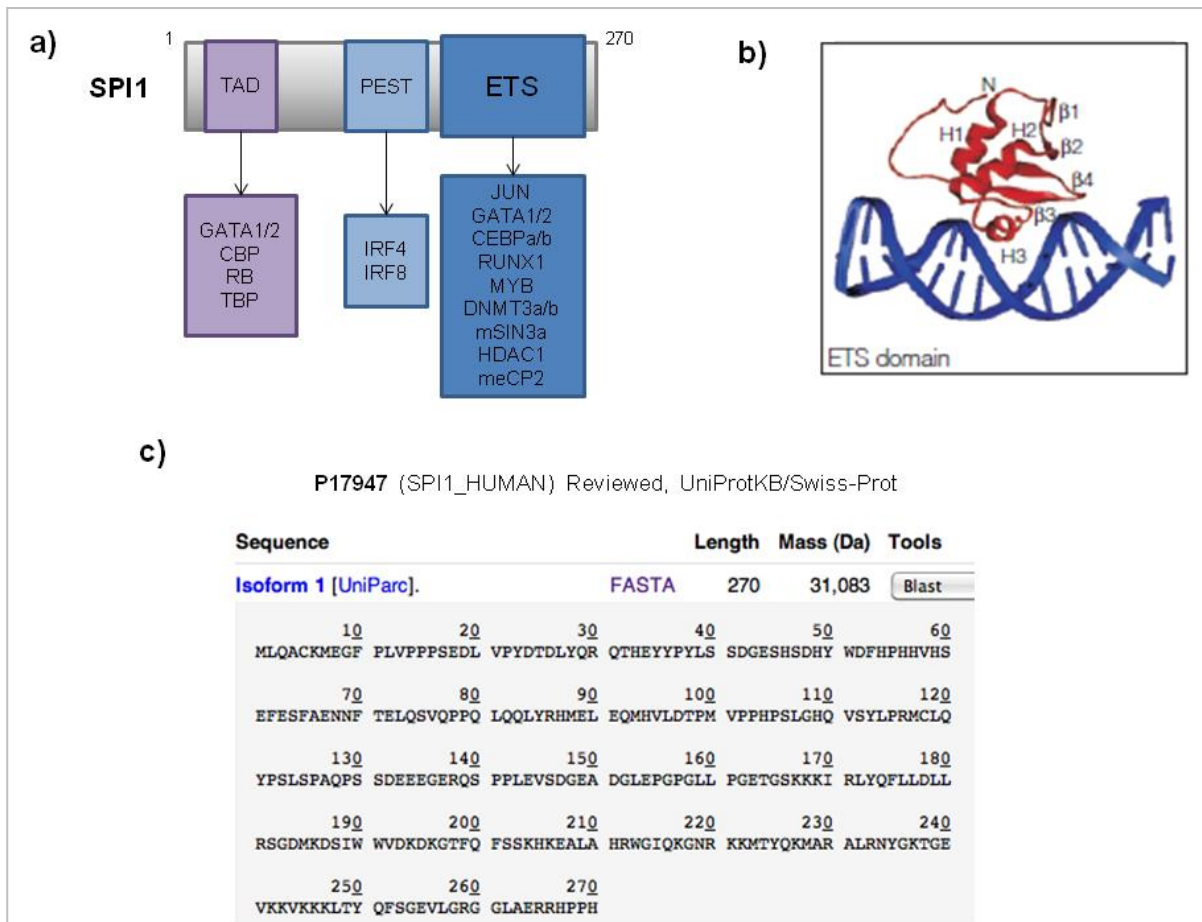 a)
1
270
SPI1
TAD
PEST
ETS
GATA1/2
CBP
RB
TBP
IRF4
IRF8
JUN
GATA1/2
CEBPa/b
RUNX1
MYB
DNMT3a/b
mSIN3a
HDAC1
meCP2
b)
N
H1
H2
β1
β2
β4
β3
H3
ETS domain
c)
P17947 (SPI1_HUMAN) Reviewed, UniProtKB/Swiss-Prot
Sequence Length Mass (Da) Tools
Isoform 1 [UniParc]. FASTA 270 31,083 Blast
10 20 30 40 50 60
MLQACKMEGF PLVPPPSEDL VPYDTDLYQR QTHEYYPYLS SDGESHSDHY WDFHPHHVHS
70 80 90 100 110 120
EFESFAENNF TELQSVQPPQ LQQLYRHMEL EQMHVLDTPM VPPHPSLGHQ VSYLPRMCLQ
130 140 150 160 170 180
YPSLSPAQPS SDEEEGERQS PPLEVSDGEA DGLEPGPGLL PGETGSKKKI RLYQFLLDLL
190 200 210 220 230 240
RSGDMKDSIW WVDKDKGTFQ FSSKHKEALA HRWGIQKGNR KKMTYQKMAR ALRNYGKTGE
250 260 270
VKKVKKKLTY QFSGEVLGRG GLAERRHPPH